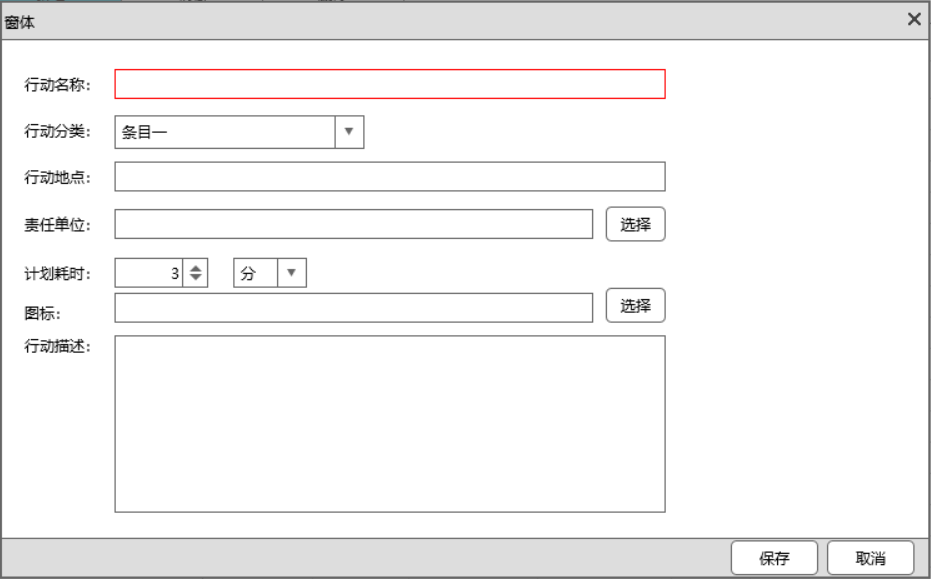 窗体
行动名称:
行动分类: 条目一
行动地点:
责任单位: 选择
计划耗时: 3 分
图标: 选择
行动描述:
保存 取消